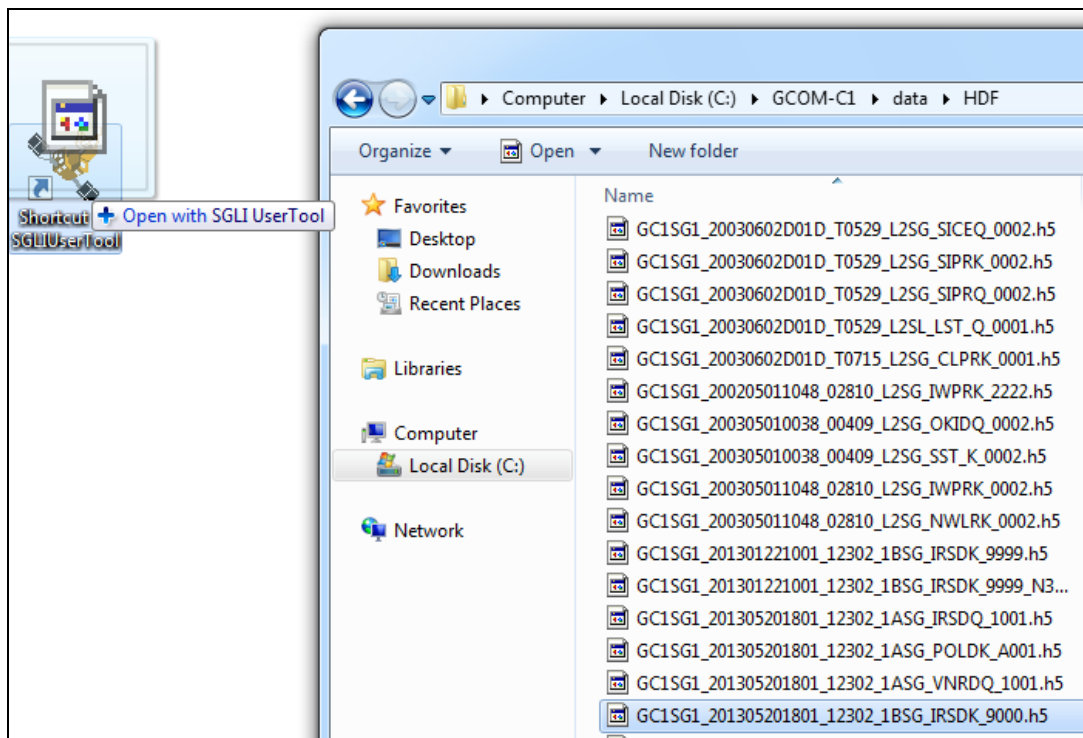 Computer ▸ Local Disk (C:) ▸ GCOM-C1 ▸ data ▸ HDF
Organize Open New folder
Shortcut
Open with SGLI UserTool
SGLIUserTool
Favorites
Desktop
Downloads
Recent Places
Libraries
Computer
Local Disk (C:)
Network
Name
GC1SG1_20030602D01D_T0529_L2SG_SICEQ_0002.h5
GC1SG1_20030602D01D_T0529_L2SG_SIPRK_0002.h5
GC1SG1_20030602D01D_T0529_L2SG_SIPRQ_0002.h5
GC1SG1_20030602D01D_T0529_L2SL_LST_Q_0001.h5
GC1SG1_20030602D01D_T0715_L2SG_CLPRK_0001.h5
GC1SG1_200205011048_02810_L2SG_IWPRK_2222.h5
GC1SG1_200305010038_00409_L2SG_OKIDQ_0002.h5
GC1SG1_200305010038_00409_L2SG_SST_K_0002.h5
GC1SG1_200305011048_02810_L2SG_IWPRK_0002.h5
GC1SG1_200305011048_02810_L2SG_NWLRK_0002.h5
GC1SG1_201301221001_12302_1BSG_IRSDK_9999.h5
GC1SG1_201301221001_12302_1BSG_IRSDK_9999_N3...
GC1SG1_201305201801_12302_1ASG_IRSDQ_1001.h5
GC1SG1_201305201801_12302_1ASG_POLDK_A001.h5
GC1SG1_201305201801_12302_1ASG_VNRDQ_1001.h5
GC1SG1_201305201801_12302_1BSG_IRSDK_9000.h5